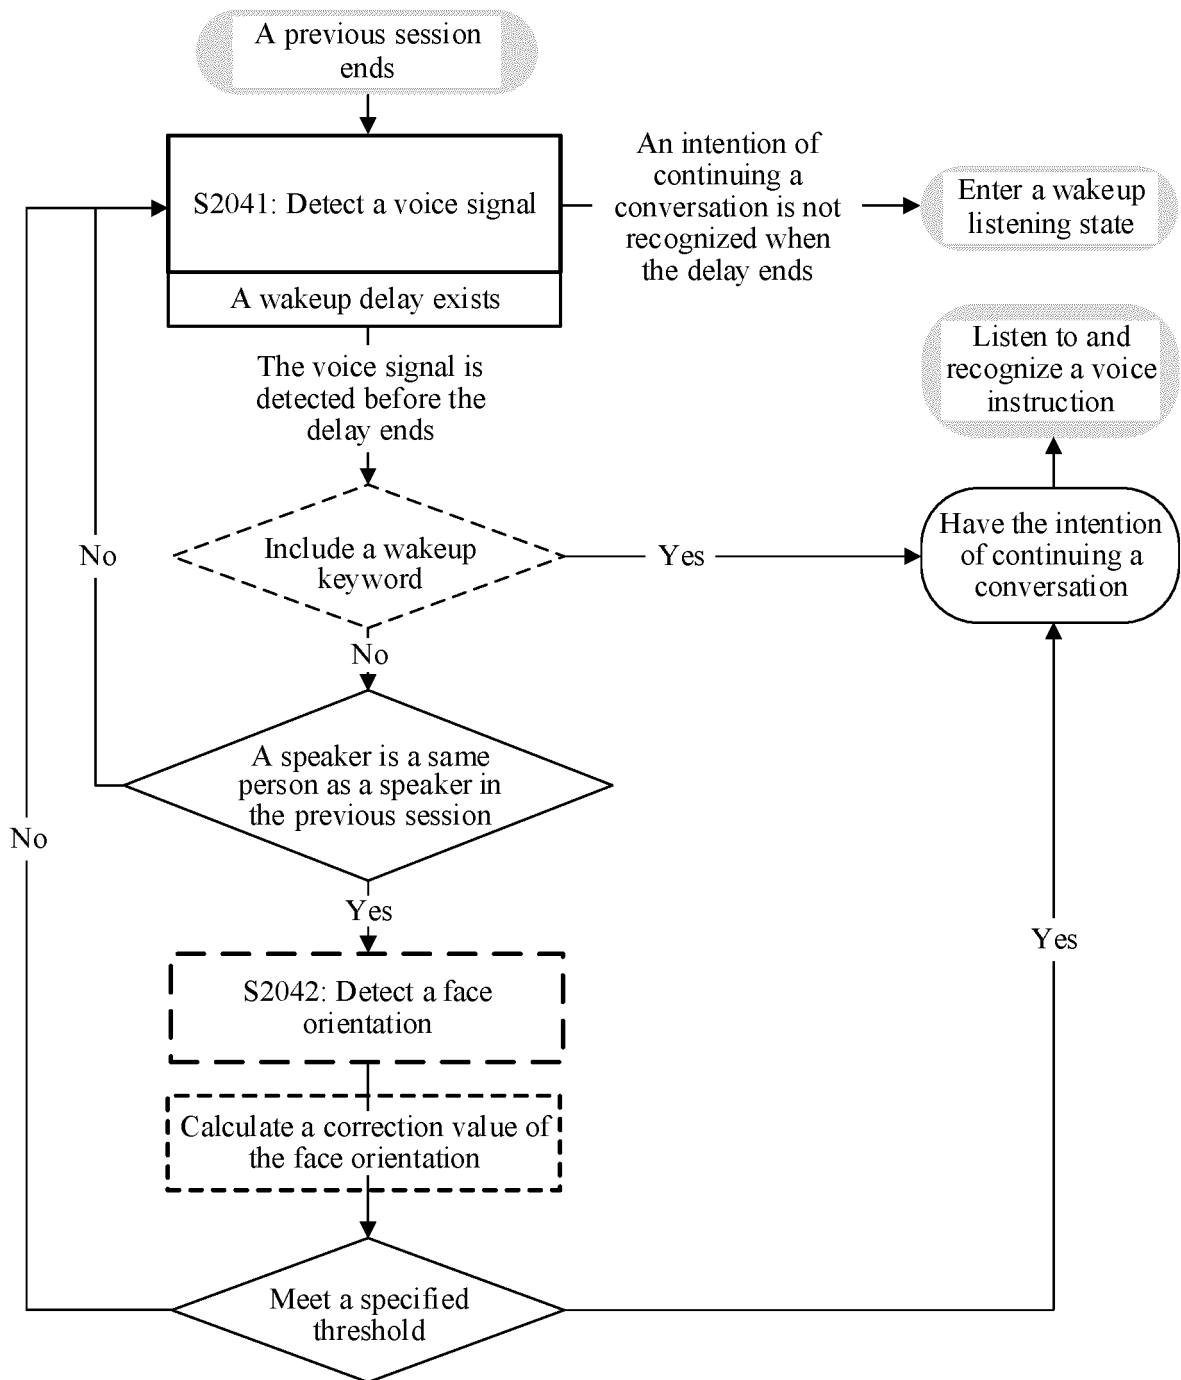 A previous session
ends
S2041: Detect a voice signal
A wakeup delay exists
An intention of
continuing a
conversation is not
recognized when
the delay ends
Enter a wakeup
listening state
Listen to and
recognize a voice
instruction
The voice signal is
detected before the
delay ends
Include a wakeup
keyword
Yes
Have the intention
of continuing a
conversation
No
No
A speaker is a same
person as a speaker in
the previous session
No
Yes
Yes
S2042: Detect a face
orientation
Calculate a correction value of
the face orientation
Meet a specified
threshold